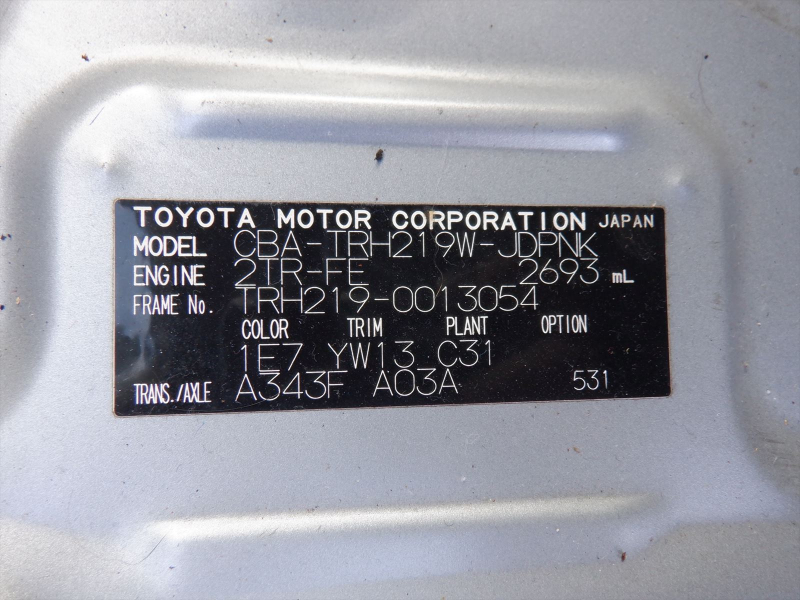 TOYOTA MOTOR CORPORATION JAPAN
MODEL CBA-TRH219W-JDPNK
ENGINE 2TR-FE 2693 mL
FRAME No. TRH219-0013054
COLOR TRIM PLANT OPTION
1E7 YW13 C31
TRANS./AXLE A343F A03A 531